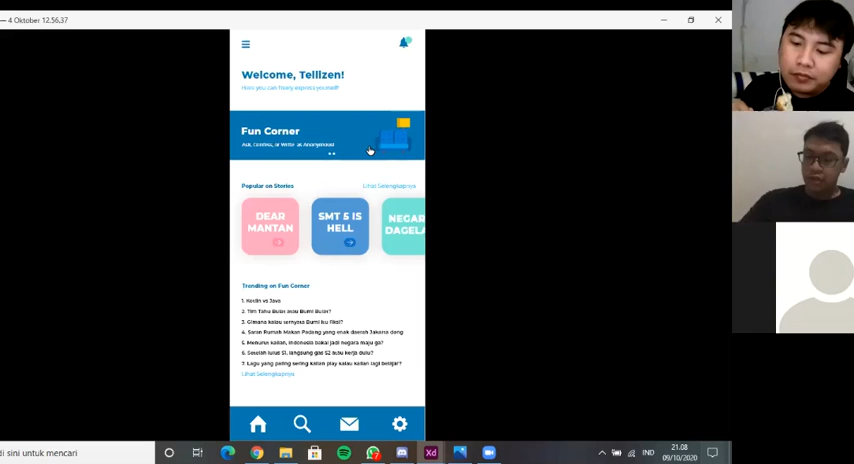 — 4 Oktober 12.56,37
Welcome, Tellizen!
Here you can freely express yourself!
Fun Corner
Ask, Confess, or Write as Anonymous!
Popular on Stories
Lihat Selengkapnya
DEAR MANTAN
SMT 5 IS HELL
NEGAR
DAGELA
Trending on Fun Corner
1. Kotlin vs Java
2. Tim Tahu Bulat atau Bumi Bulat?
3. Gimana kalau ternyata Bumi itu fiksi?
4. Saran Rumah Makan Padang yang enak daerah Jakarta dong
5. Menurut kalian, Indonesia bakal jadi negara maju ga?
6. Setelah lulus S1, langsung gas S2 atau kerja dulu?
7. Lagu yang paling sering kalian play kalau kalian lagi belajar?
Lihat Selengkapnya
di sini untuk mencari
Xd
7
IND
21.08
09/10/2020